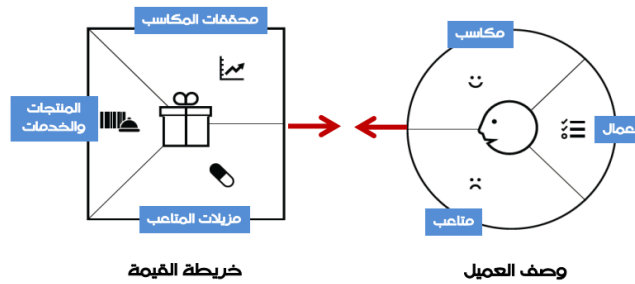 محققات المكاسب
مكاسب
المنتجات
والخدمات
عمال
مزيلات المتاعب
متاعب
خريطة القيمة
وصف العميل